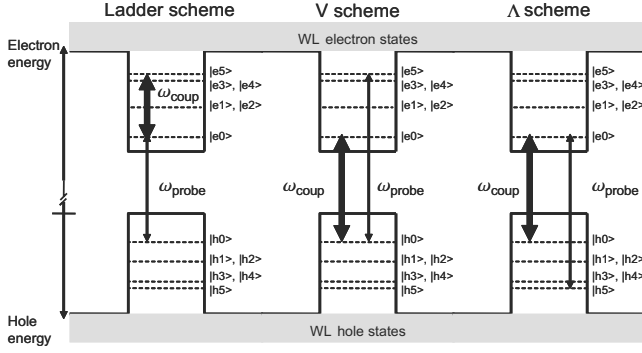 Ladder scheme
V scheme
Λ scheme
Electron
energy
WL electron states
|e5>
|e3>, |e4>
|e1>, |e2>
|e0>
ωcoup
ωprobe
|h0>
|h1>, |h2>
|h3>, |h4>
|h5>
|e5>
|e3>, |e4>
|e1>, |e2>
|e0>
ωcoup
ωprobe
|h0>
|h1>, |h2>
|h3>, |h4>
|h5>
|e5>
|e3>, |e4>
|e1>, |e2>
|e0>
ωcoup
ωprobe
|h0>
|h1>, |h2>
|h3>, |h4>
|h5>
Hole
energy
WL hole states